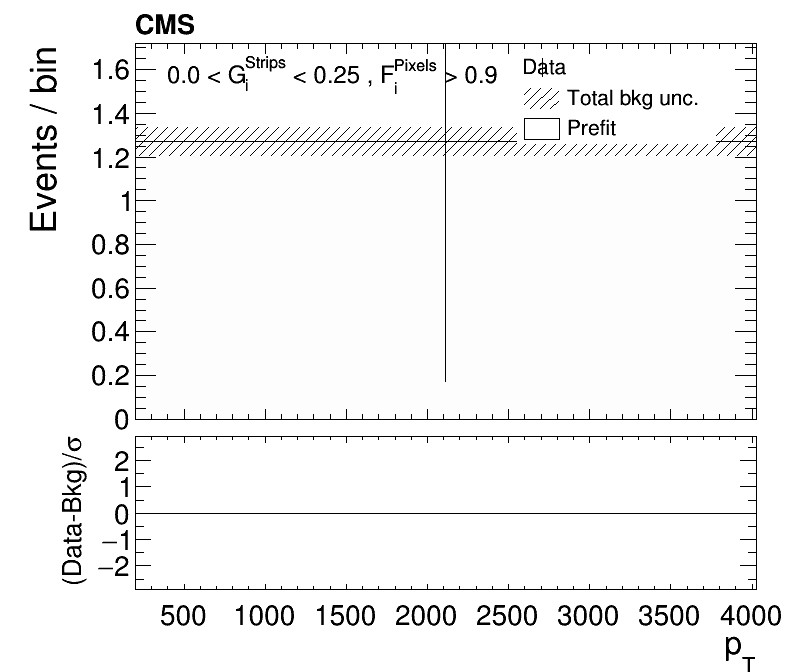 CMS
0.0 < G_i^Strips < 0.25 , F_i^Pixels > 0.9
Data
Total bkg unc.
Prefit
Events / bin
1.6
1.4
1.2
1
0.8
0.6
0.4
0.2
0
(Data-Bkg)/σ
2
1
0
−1
−2
500 1000 1500 2000 2500 3000 3500 4000
p_T